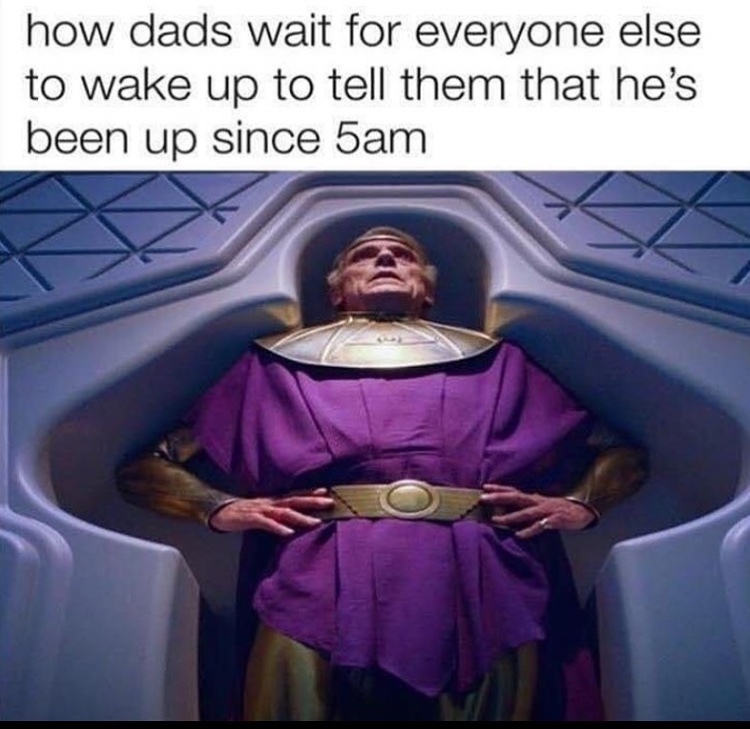 how dads wait for everyone else
to wake up to tell them that he's
been up since 5am